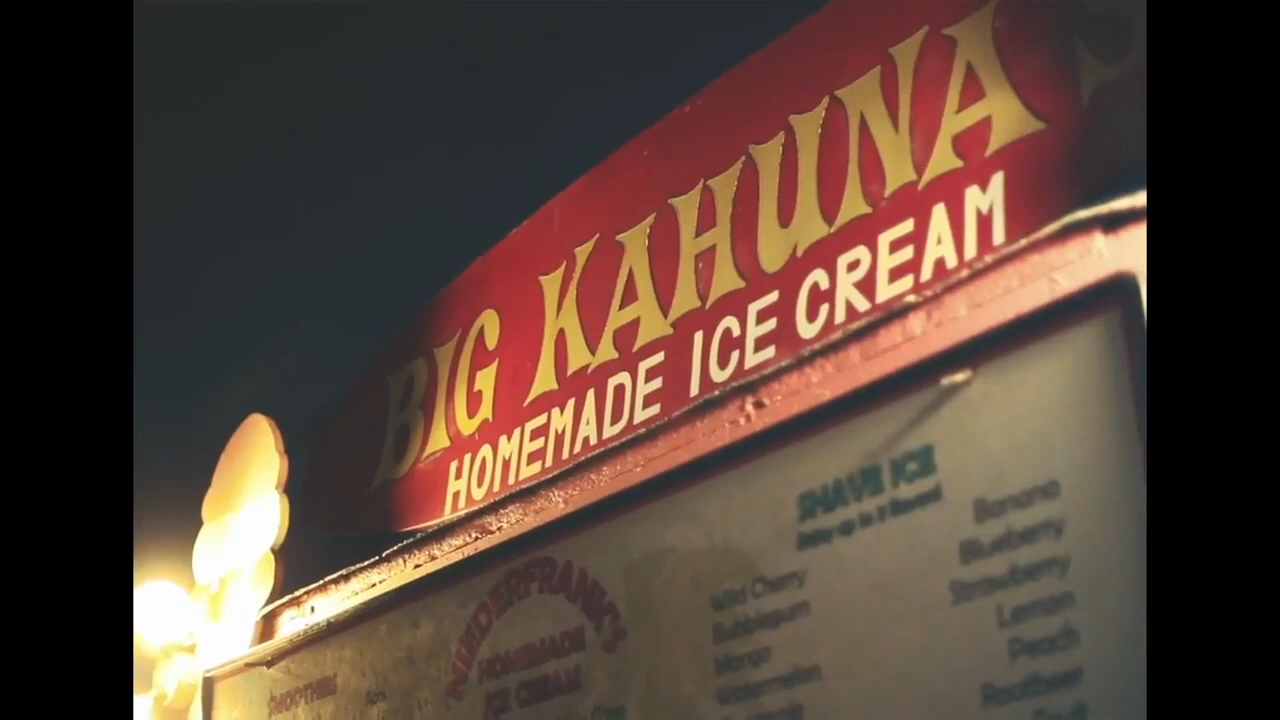 BIG KAHUNA'S
HOMEMADE ICE CREAM
SHAVE ICE
NIEDERFRANK'S
HOMEMADE
ICE CREAM
Wild Cherry
Bubblegum
Mango
Watermelon
Banana
Blueberry
Strawberry
Lemon
Peach
Rootbeer